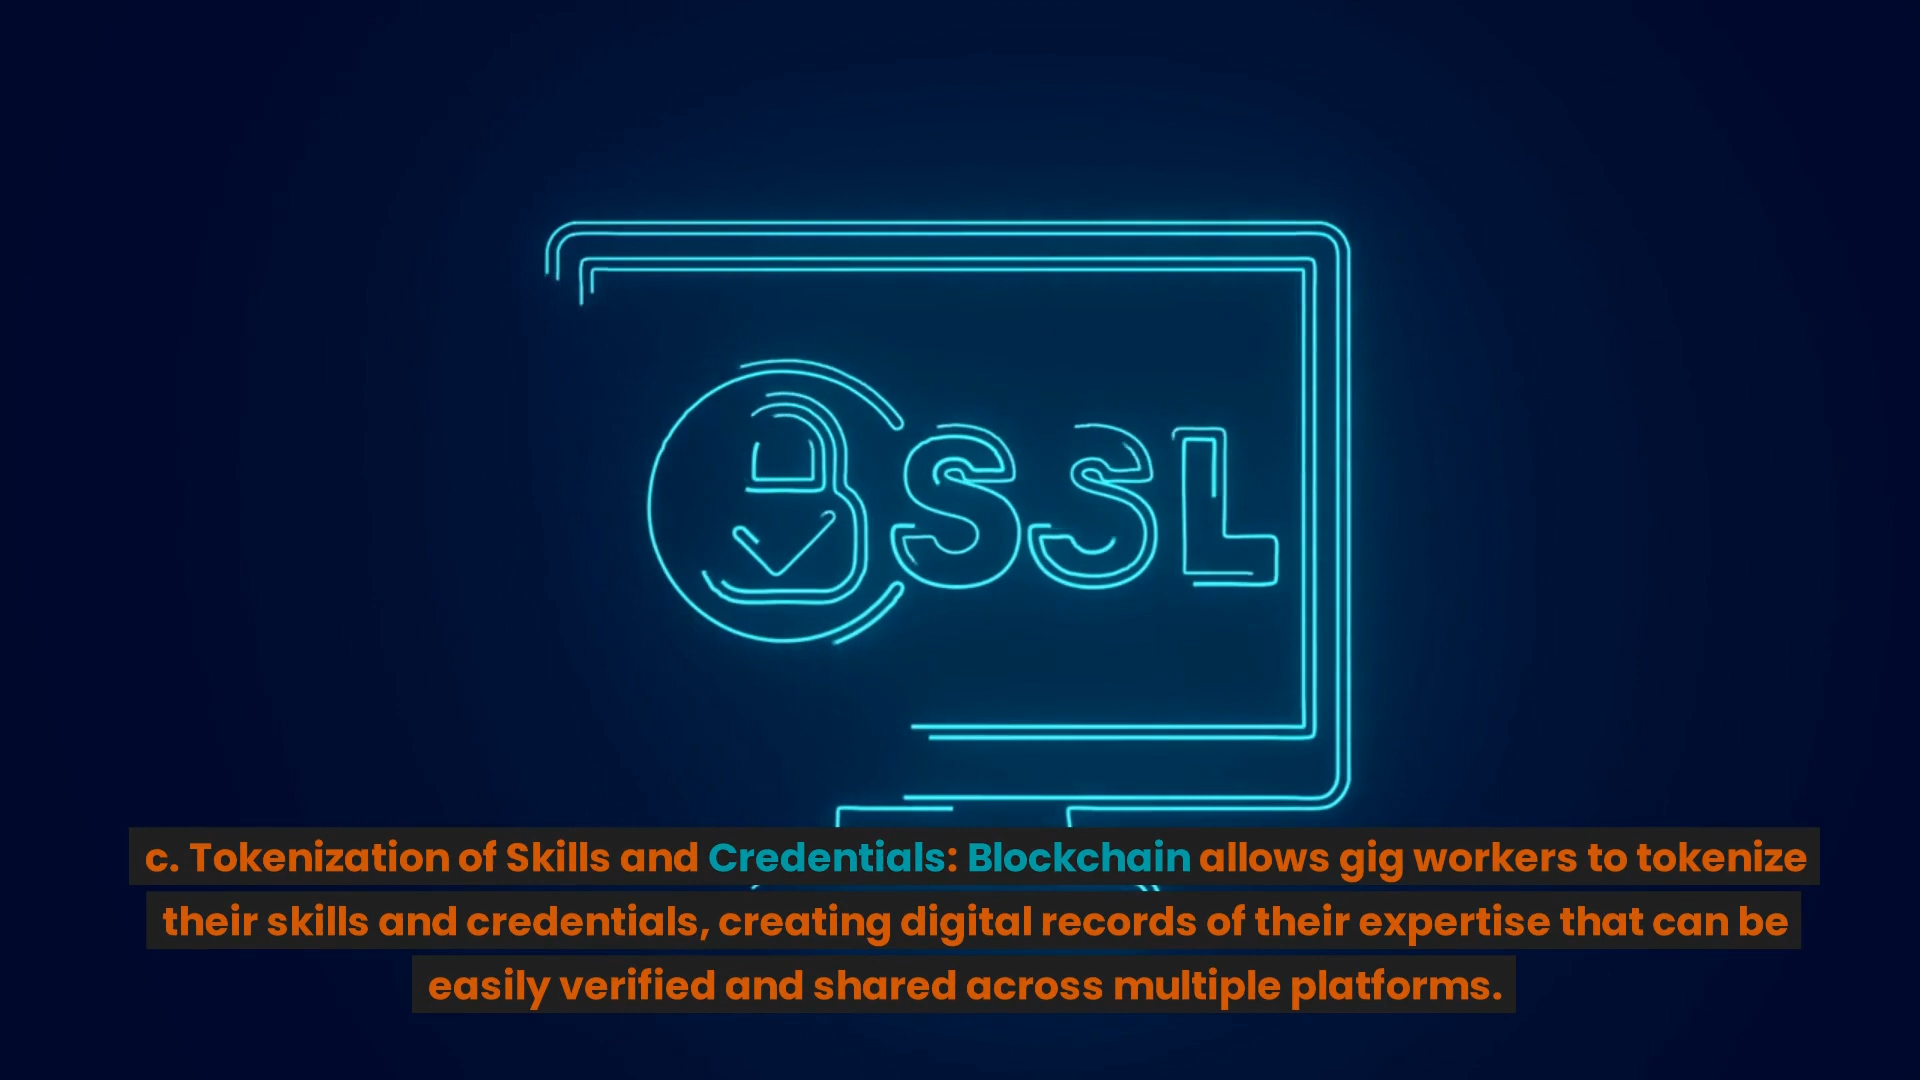 SSL
c. Tokenization of Skills and Credentials: Blockchain allows gig workers to tokenize
their skills and credentials, creating digital records of their expertise that can be
easily verified and shared across multiple platforms.